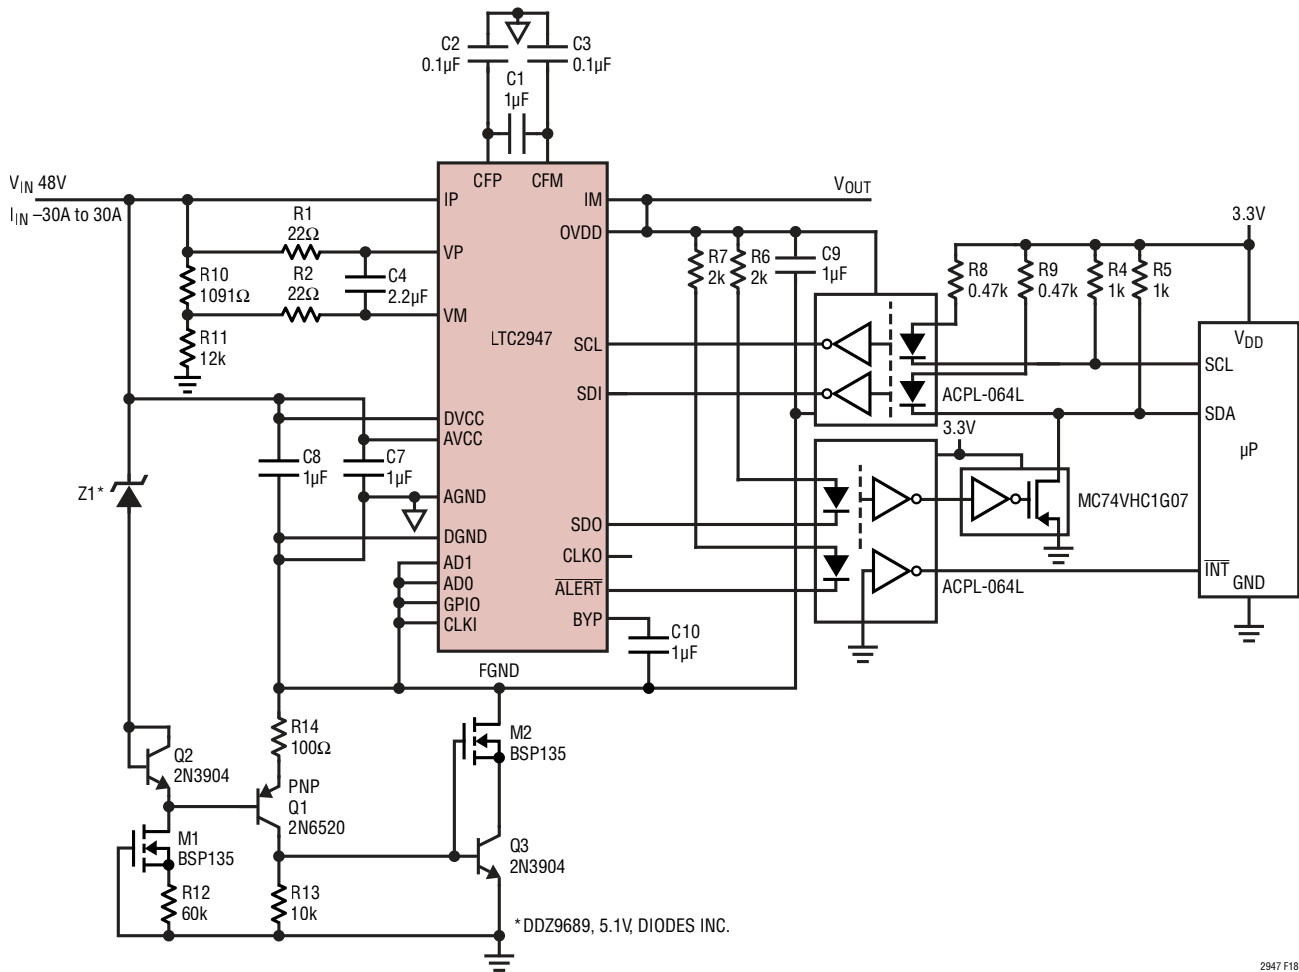 C2
0.1µF
C3
0.1µF
C1
1µF
VIN 48V
IIN –30A to 30A
CFP
CFM
IP
IM
VOUT
R1
22Ω
VP
OVDD
3.3V
R10
1091Ω
R2
22Ω
C4
2.2µF
R7
2k
R6
2k
C9
1µF
R8
0.47k
R9
0.47k
R4
1k
R5
1k
VM
R11
12k
LTC2947
SCL
VDD
SCL
SDI
ACPL-064L
SDA
DVCC
AVCC
3.3V
µP
C8
1µF
C7
1µF
Z1*
AGND
MC74VHC1G07
SDO
DGND
CLKO
AD1
AD0
GPIO
CLKI
ALERT
ACPL-064L
INT
GND
BYP
C10
1µF
FGND
R14
100Ω
M2
BSP135
Q2
2N3904
PNP
Q1
2N6520
M1
BSP135
Q3
2N3904
R12
60k
R13
10k
*DDZ9689, 5.1V, DIODES INC.
2947 F18